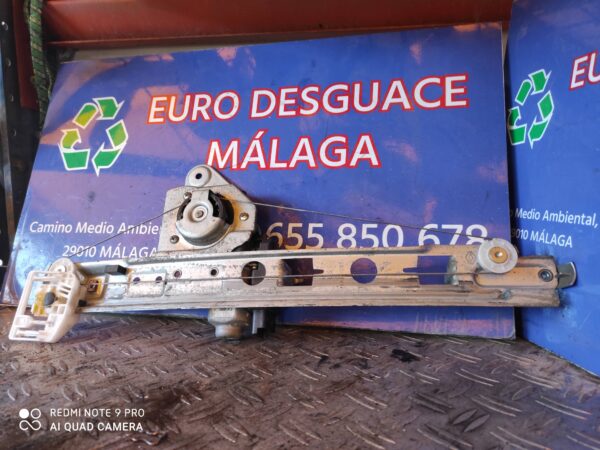 EURO DESGUACE
MÁLAGA
Camino Medio Ambie
29010 MÁLAGA
655 850 678
EU
Medio Ambiental,
29010 MÁLAGA
REDMI NOTE 9 PRO
AI QUAD CAMERA